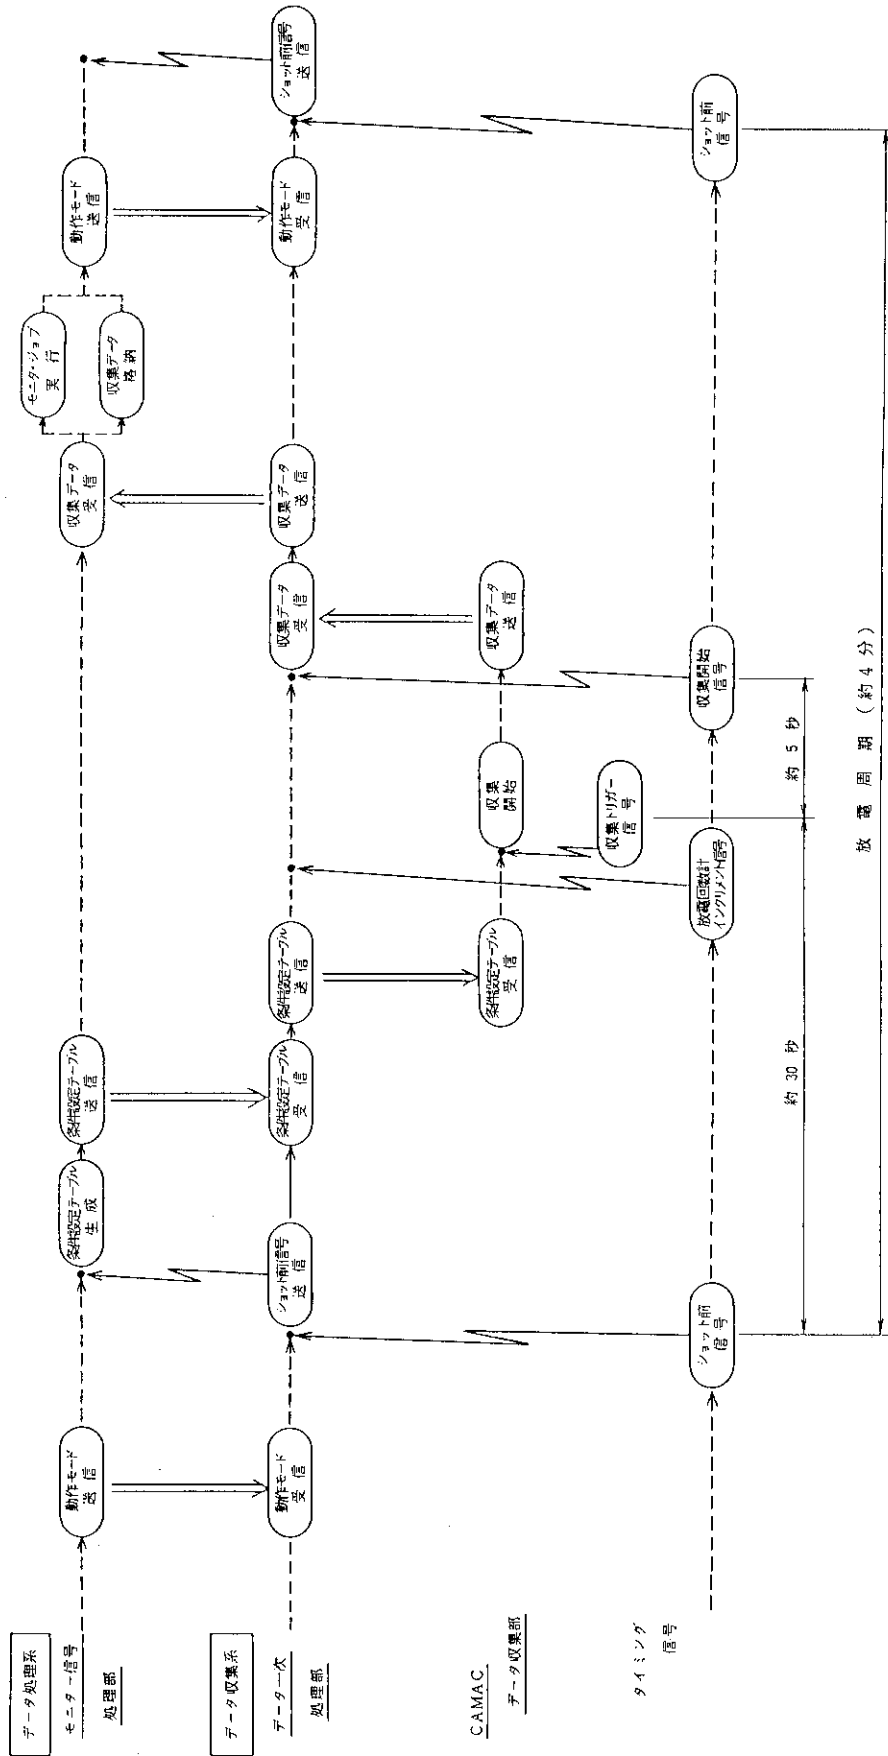 データ処理系
モニター信号
処理部
動作モード
送信
条件設定テーブル
生成
条件設定テーブル
送信
収集データ
受信
モニタ・ジョブ
実行
収集データ
格納
動作モード
送信
データ収集系
データ一次
処理部
動作モード
受信
ショット前信号
送信
条件設定テーブル
受信
条件設定テーブル
送信
収集データ
受信
収集データ
送信
動作モード
受信
ショット前信号
送信
CAMAC
データ収集部
条件設定テーブル
受信
収集
開始
収集データ
送信
収集トリガー
信号
タイミング
信号
ショット前
信号
放電回数計
インクリメント信号
収集開始
信号
ショット前
信号
約30秒
約5秒
放電周期(約4分)